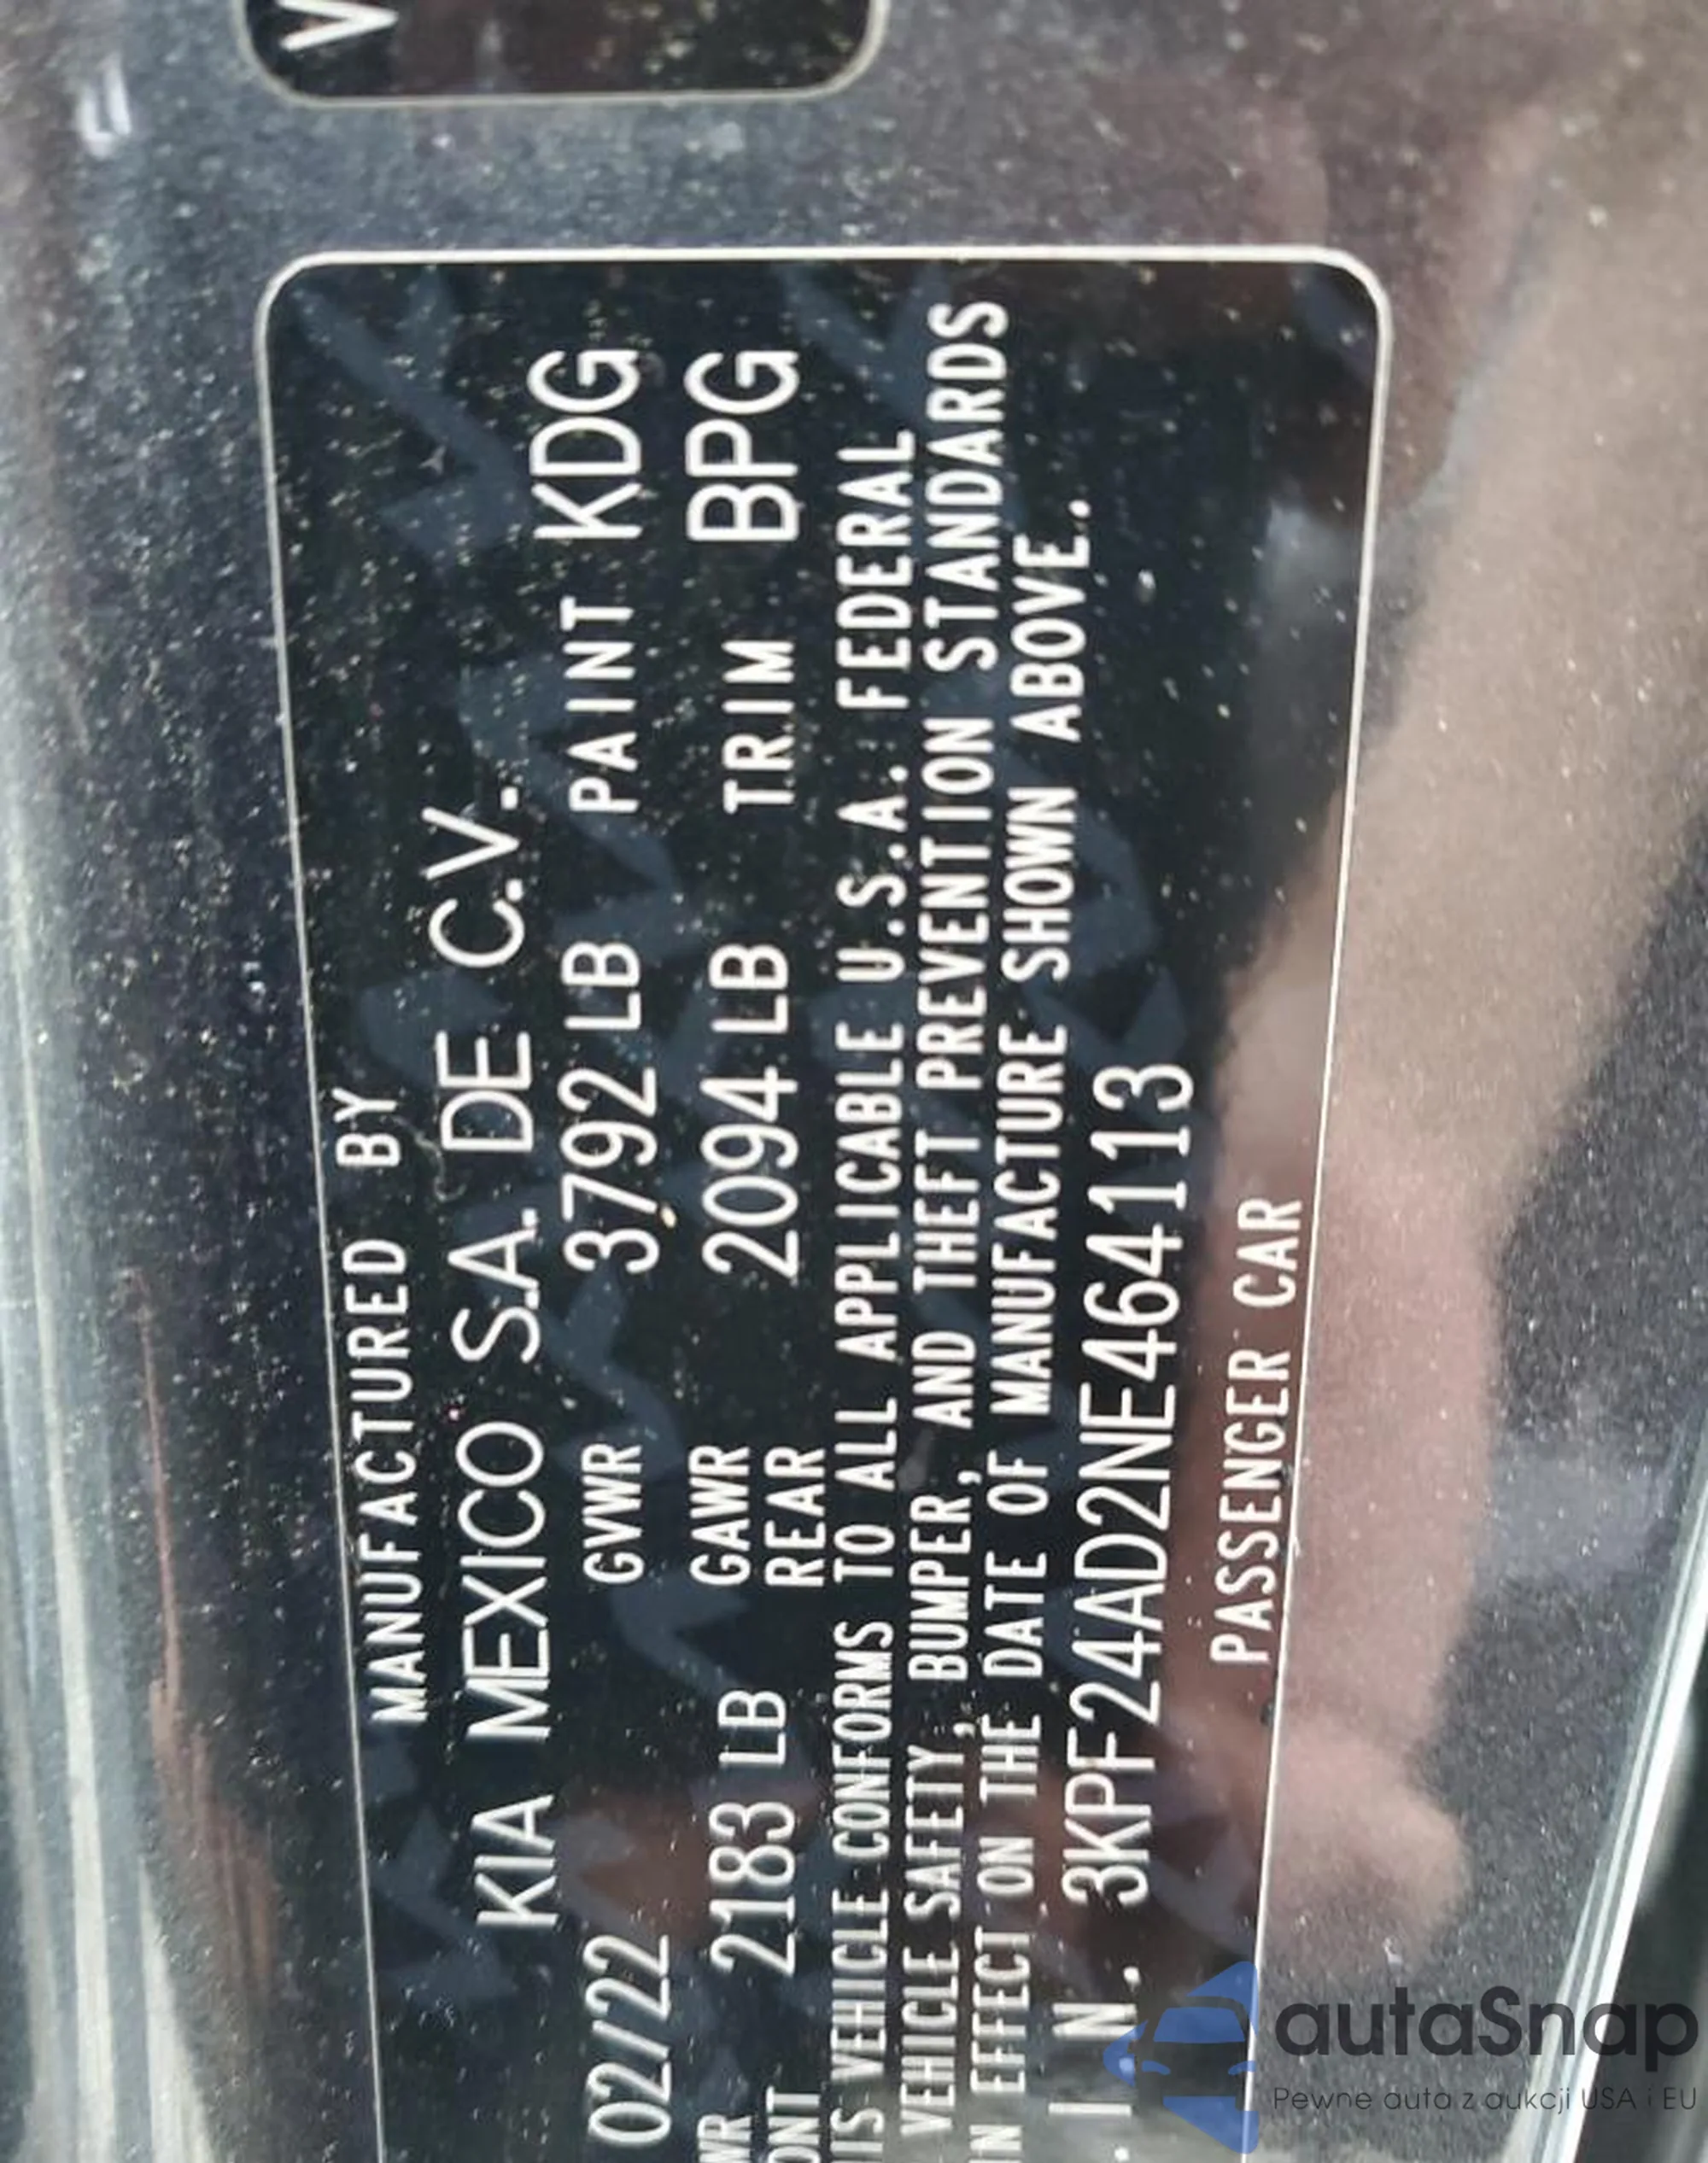 V
MANUFACTURED BY
KIA MEXICO S.A. DE C.V.
02/22 GVWR 3792 LB PAINT KDG
2183 LB GAWR REAR 2094 LB TRIM BPG
VEHICLE CONFORMS TO ALL APPLICABLE U.S.A. FEDERAL
VEHICLE SAFETY, BUMPER, AND THEFT PREVENTION STANDARDS
IN EFFECT ON THE DATE OF MANUFACTURE SHOWN ABOVE.
.I.N. 3KPF24AD2NE464113
PASSENGER CAR
autaSnap
Pewne auta z aukcji USA i EU